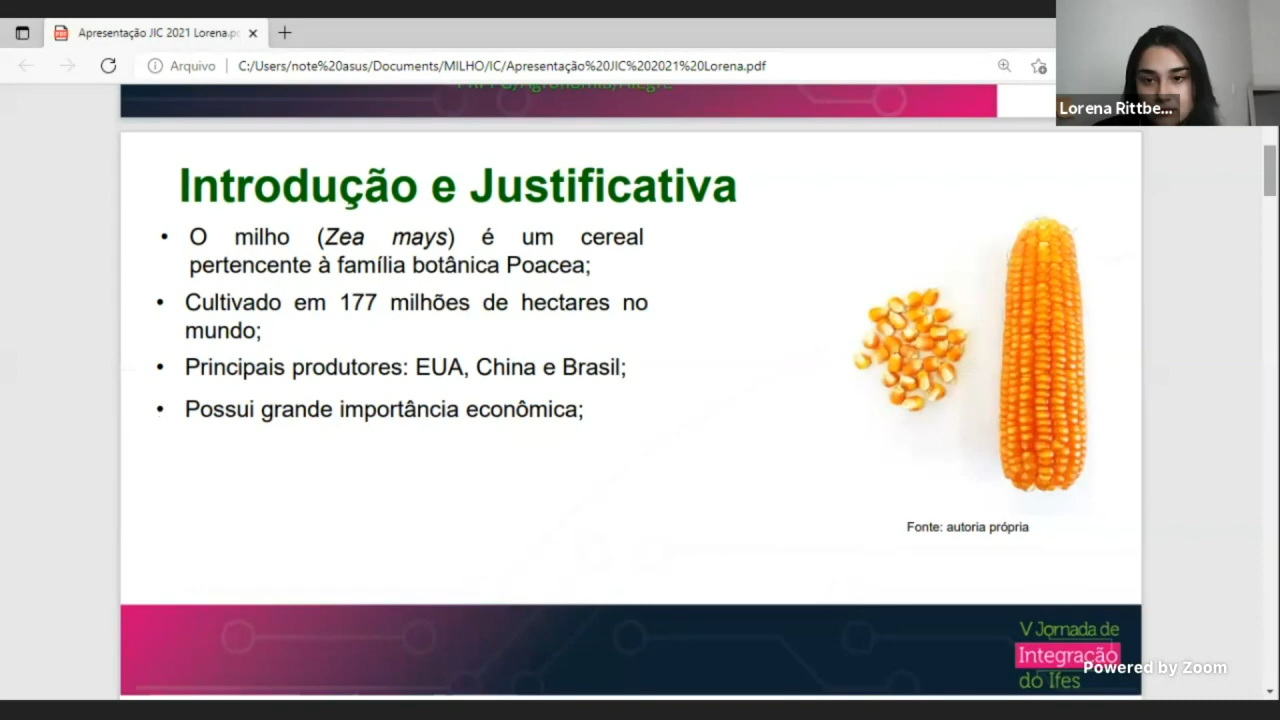 Apresentação JIC 2021 Lorena.pc
Arquivo
C:/Users/note%20asus/Documents/MILHO/IC/Apresentação%20JIC%202021%20Lorena.pdf
Lorena Rittbe...
PRPPG/Agronomia/Alegre
Introdução e Justificativa
• O milho (Zea mays) é um cereal
pertencente à família botânica Poacea;
• Cultivado em 177 milhões de hectares no
mundo;
• Principais produtores: EUA, China e Brasil;
• Possui grande importância econômica;
Fonte: autoria própria
V Jornada de
Integração
do Ifes
Powered by Zoom